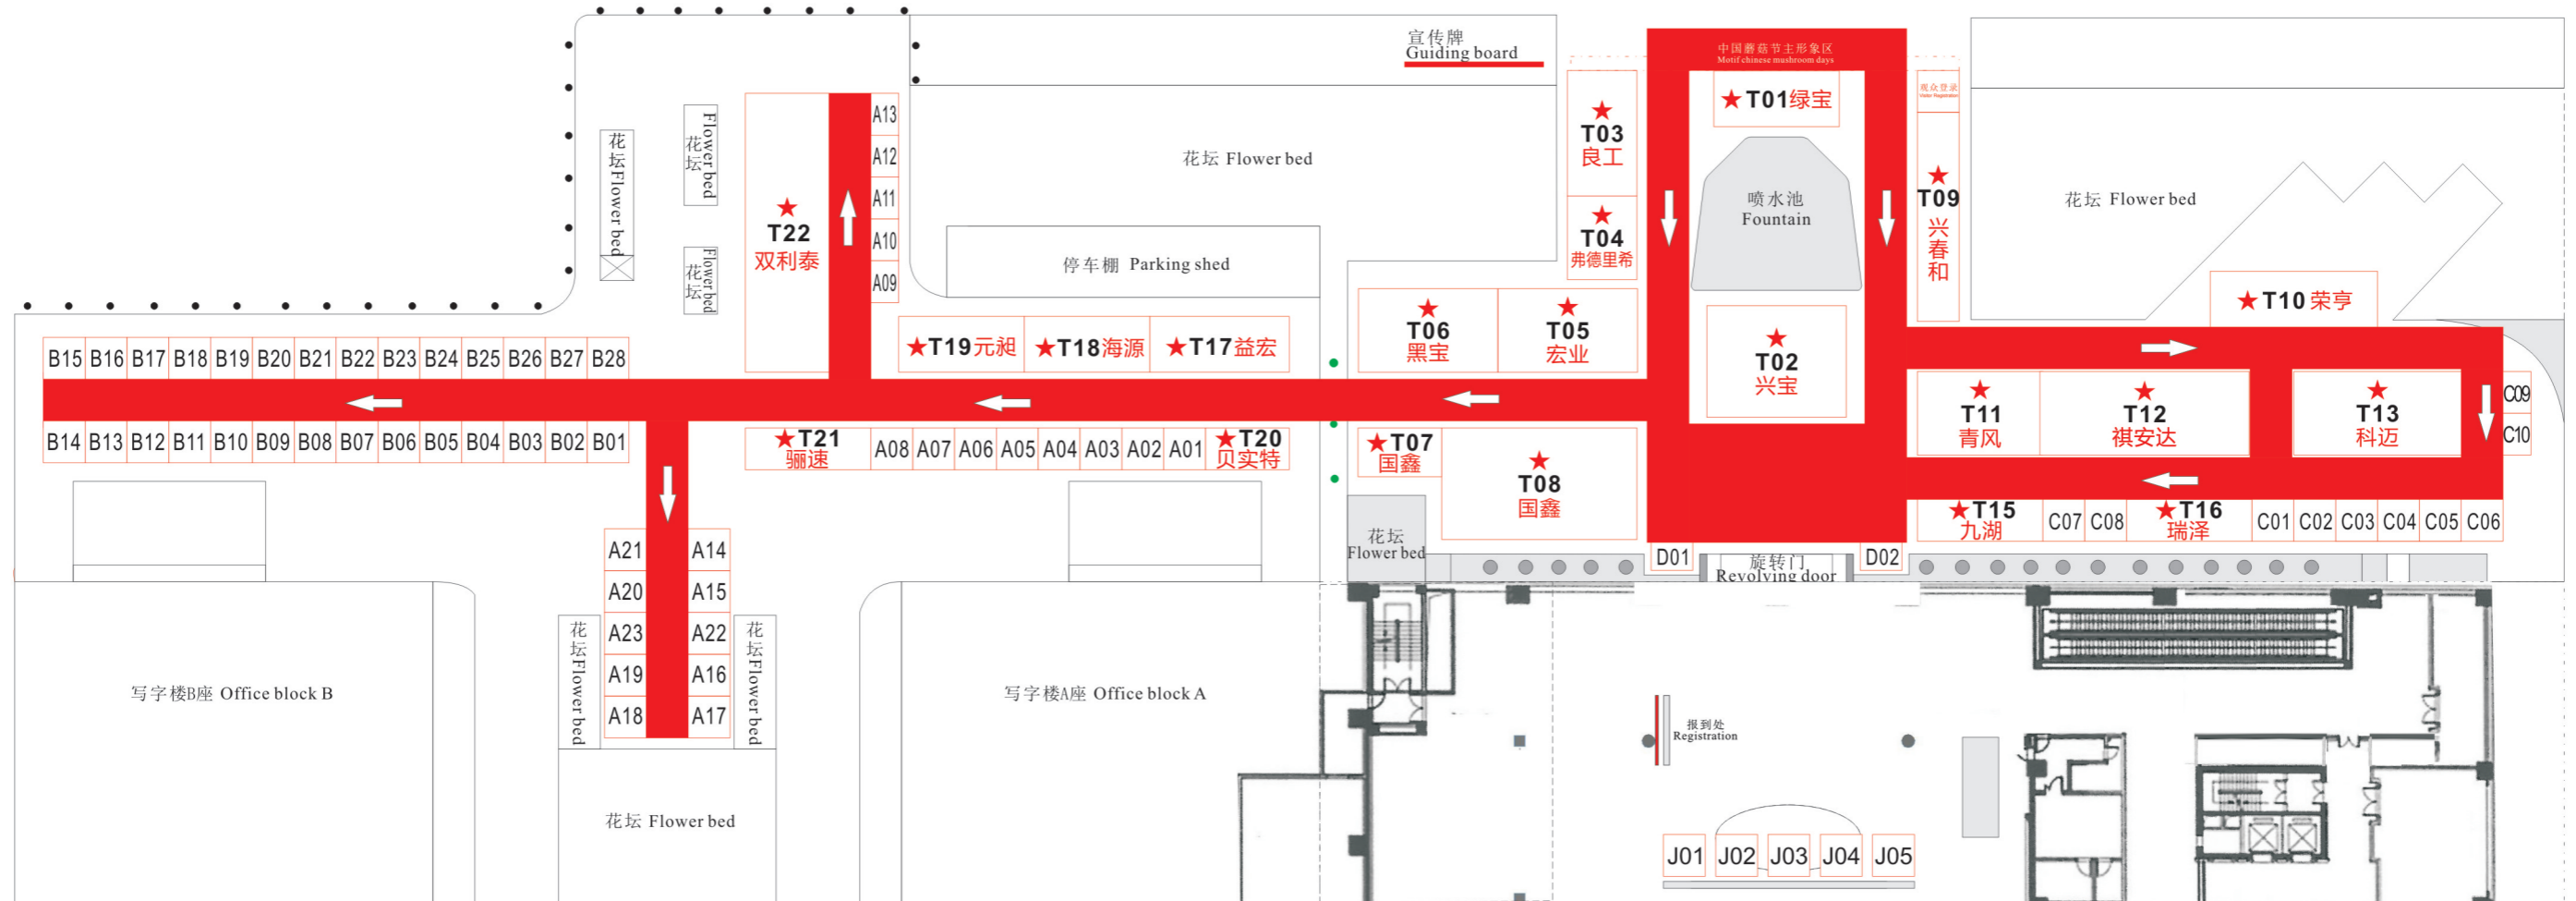 宣传牌
Guiding board
中国蘑菇节主形象区
Motif chinese mushroom days
★T01绿宝
观众登录
Visitor Registration
★
T03
良工
★
T04
弗德里希
喷水池
Fountain
★
T09
兴春和
花坛 Flower bed
花坛 Flower bed
花坛Flower bed
花坛 Flower bed
花坛 Flower bed
★
T22
双利泰
A13
A12
A11
A10
A09
停车棚 Parking shed
★T19元昶
★T18海源
★T17益宏
★
T06
黑宝
★
T05
宏业
★
T02
兴宝
★T10 荣亨
B15 B16 B17 B18 B19 B20 B21 B22 B23 B24 B25 B26 B27 B28
B14 B13 B12 B11 B10 B09 B08 B07 B06 B05 B04 B03 B02 B01
★T21
骊速
A08 A07 A06 A05 A04 A03 A02 A01
★T20
贝实特
★T07
国鑫
★
T08
国鑫
★
T11
青风
★
T12
祺安达
★
T13
科迈
C09
C10
★T15
九湖
C07 C08
★T16
瑞泽
C01 C02 C03 C04 C05 C06
花坛
Flower bed
D01
旋转门
Revolving door
D02
A21 A14
A20 A15
A23 A22
A19 A16
A18 A17
花坛Flower bed
花坛Flower bed
写字楼B座 Office block B
写字楼A座 Office block A
花坛 Flower bed
报到处
Registration
J01 J02 J03 J04 J05